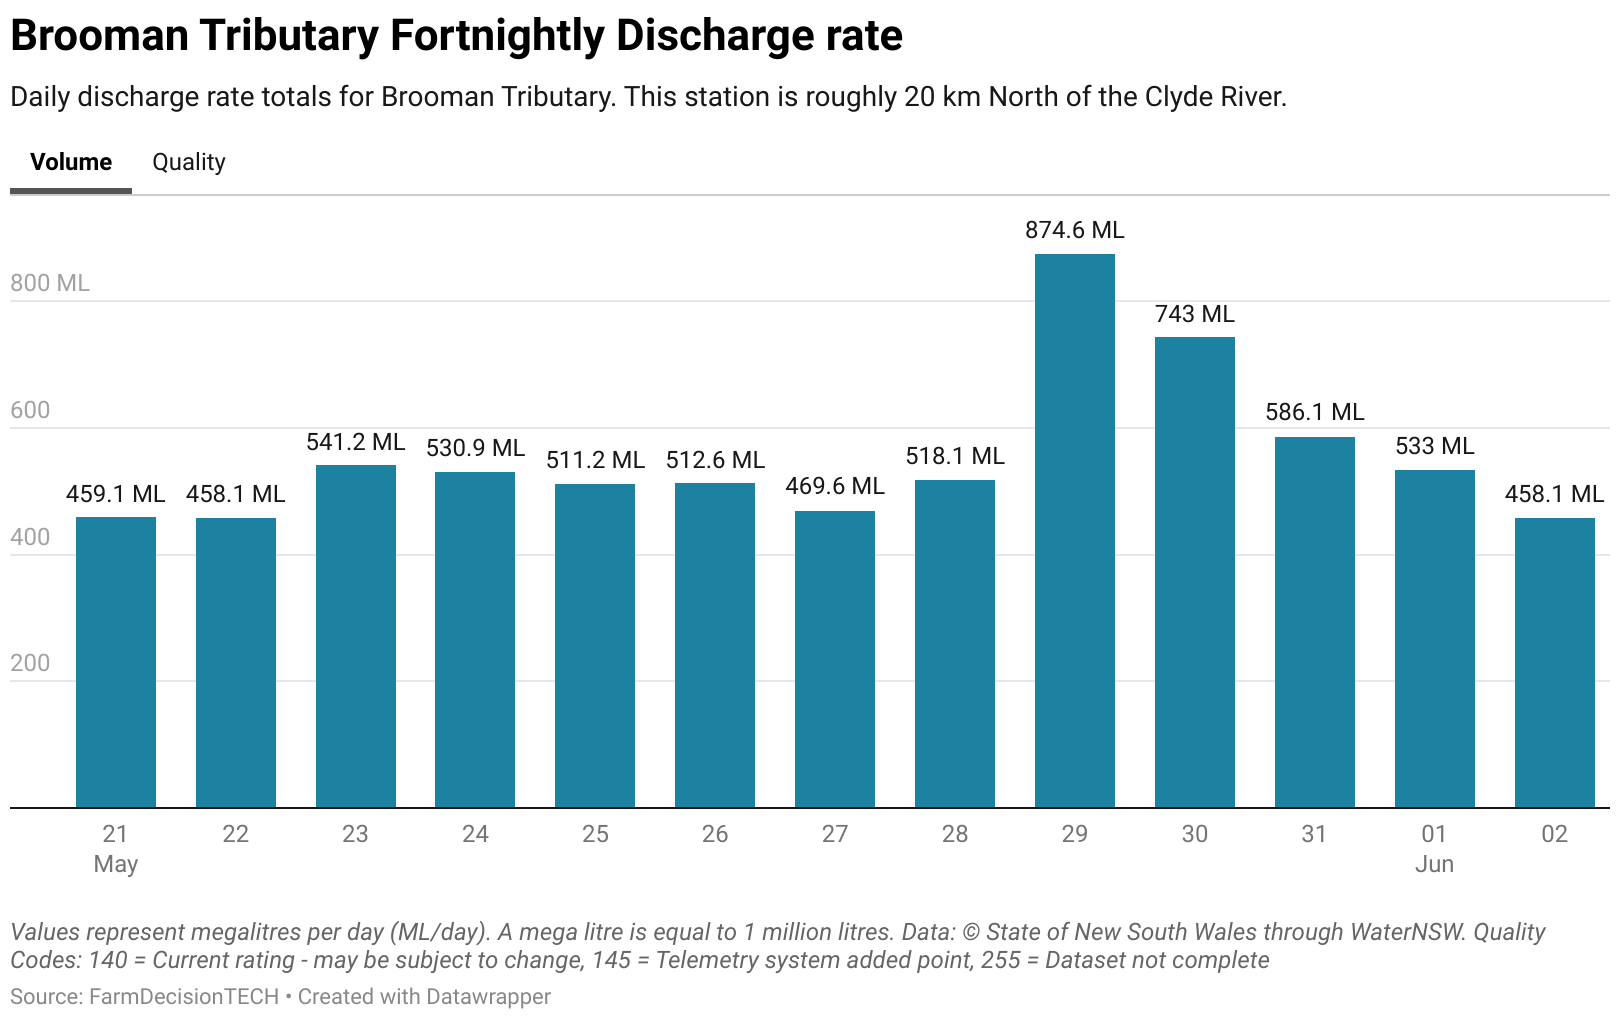 Brooman Tributary Fortnightly Discharge rate
Daily discharge rate totals for Brooman Tributary. This station is roughly 20 km North of the Clyde River.
Volume Quality
874.6 ML
800 ML
743 ML
600
586.1 ML
541.2 ML 530.9 ML 511.2 ML 512.6 ML 518.1 ML 533 ML
459.1 ML 458.1 ML 469.6 ML 458.1 ML
400
200
21 22 23 24 25 26 27 28 29 30 31 01 02
May Jun
Values represent megalitres per day (ML/day). A mega litre is equal to 1 million litres. Data: © State of New South Wales through WaterNSW. Quality
Codes: 140 = Current rating - may be subject to change, 145 = Telemetry system added point, 255 = Dataset not complete
Source: FarmDecisionTECH • Created with Datawrapper